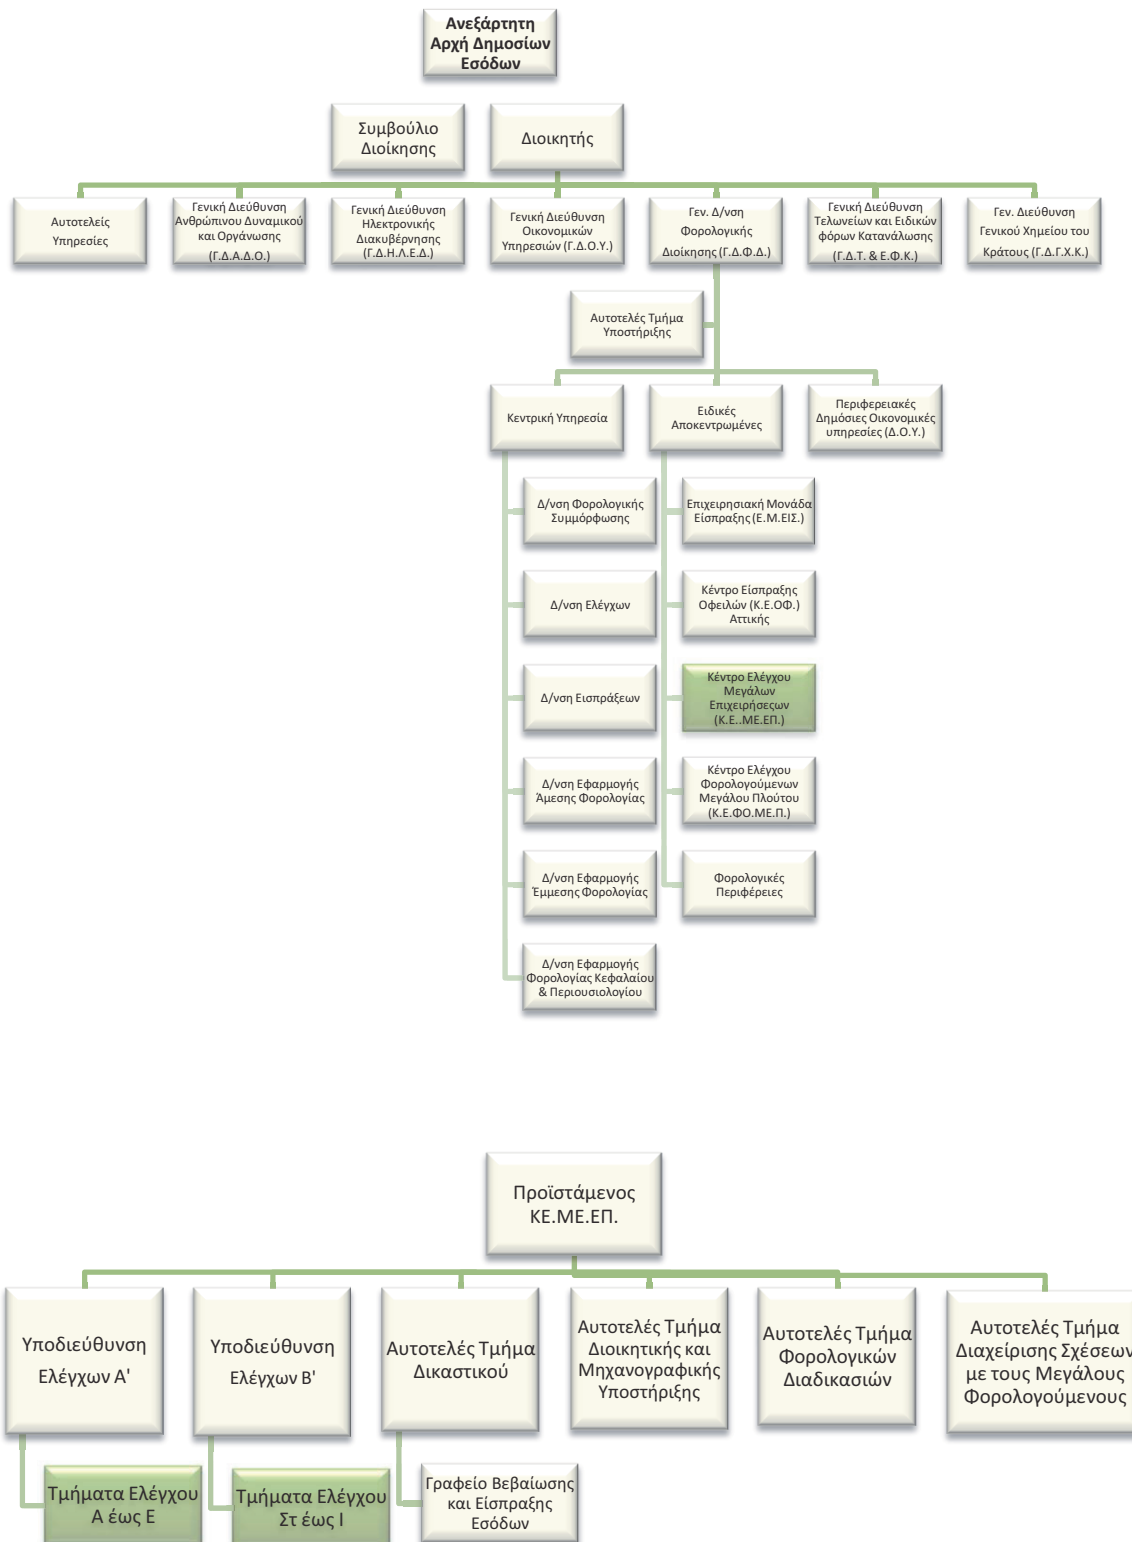 Ανεξάρτητη
Αρχή Δημοσίων
Εσόδων
Συμβούλιο
Διοίκησης
Διοικητής
Αυτοτελείς
Υπηρεσίες
Γενική Διεύθυνση
Ανθρώπινου Δυναμικού
και Οργάνωσης
(Γ.Δ.Α.Δ.Ο.)
Γενική Διεύθυνση
Ηλεκτρονικής
Διακυβέρνησης
(Γ.Δ.Η.Λ.Ε.Δ.)
Γενική Διεύθυνση
Οικονομικών
Υπηρεσιών (Γ.Δ.Ο.Υ.)
Γεν. Δ/νση
Φορολογικής
Διοίκησης (Γ.Δ.Φ.Δ.)
Γενική Διεύθυνση
Τελωνείων και Ειδικών
φόρων Κατανάλωσης
(Γ.Δ.Τ. & Ε.Φ.Κ.)
Γεν. Διεύθυνση
Γενικού Χημείου του
Κράτους (Γ.Δ.Γ.Χ.Κ.)
Αυτοτελές Τμήμα
Υποστήριξης
Κεντρική Υπηρεσία
Ειδικές
Αποκεντρωμένες
Περιφερειακές
Δημόσιες Οικονομικές
υπηρεσίες (Δ.Ο.Υ.)
Δ/νση Φορολογικής
Συμμόρφωσης
Επιχειρησιακή Μονάδα
Είσπραξης (Ε.Μ.ΕΙΣ.)
Δ/νση Ελέγχων
Κέντρο Είσπραξης
Οφειλών (Κ.Ε.ΟΦ.)
Αττικής
Δ/νση Εισπράξεων
Κέντρο Ελέγχου
Μεγάλων
Επιχειρήσεςων
(Κ.Ε..ΜΕ.ΕΠ.)
Δ/νση Εφαρμογής
Άμεσης Φορολογίας
Κέντρο Ελέγχου
Φορολογούμενων
Μεγάλου Πλούτου
(Κ.Ε.ΦΟ.ΜΕ.Π.)
Δ/νση Εφαρμογής
Έμμεσης Φορολογίας
Φορολογικές
Περιφέρειες
Δ/νση Εφαρμογής
Φορολογίας Κεφαλαίου
& Περιουσιολογίου
Προϊστάμενος
ΚΕ.ΜΕ.ΕΠ.
Υποδιεύθυνση
Ελέγχων Α'
Υποδιεύθυνση
Ελέγχων Β'
Αυτοτελές Τμήμα
Δικαστικού
Αυτοτελές Τμήμα
Διοικητικής και
Μηχανογραφικής
Υποστήριξης
Αυτοτελές Τμήμα
Φορολογικών
Διαδικασιών
Αυτοτελές Τμήμα
Διαχείρισης Σχέσεων
με τους Μεγάλους
Φορολογούμενους
Τμήματα Ελέγχου
Α έως Ε
Τμήματα Ελέγχου
Στ έως Ι
Γραφείο Βεβαίωσης
και Είσπραξης
Εσόδων